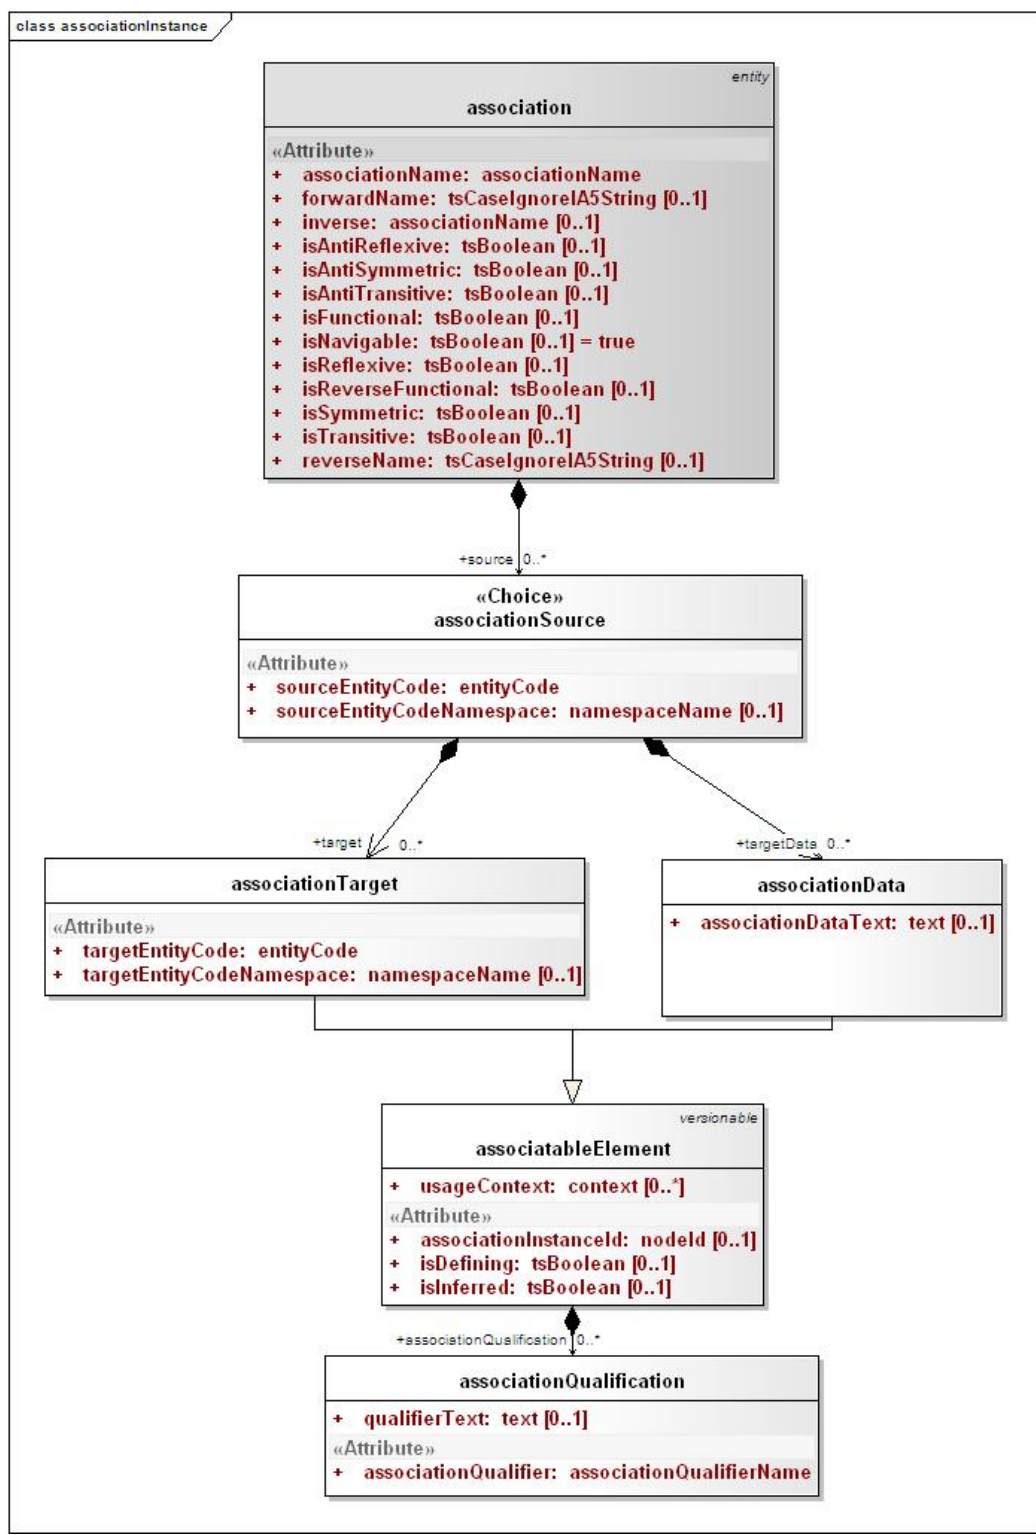 class associationInstance
entity
association
«Attribute»
+ associationName: associationName
+ forwardName: tsCaseIgnoreIA5String [0..1]
+ inverse: associationName [0..1]
+ isAntiReflexive: tsBoolean [0..1]
+ isAntiSymmetric: tsBoolean [0..1]
+ isAntiTransitive: tsBoolean [0..1]
+ isFunctional: tsBoolean [0..1]
+ isNavigable: tsBoolean [0..1] = true
+ isReflexive: tsBoolean [0..1]
+ isReverseFunctional: tsBoolean [0..1]
+ isSymmetric: tsBoolean [0..1]
+ isTransitive: tsBoolean [0..1]
+ reverseName: tsCaseIgnoreIA5String [0..1]
+source 0..*
«Choice»
associationSource
«Attribute»
+ sourceEntityCode: entityCode
+ sourceEntityCodeNamespace: namespaceName [0..1]
+target 0..*
+targetData 0..*
associationTarget
«Attribute»
+ targetEntityCode: entityCode
+ targetEntityCodeNamespace: namespaceName [0..1]
associationData
+ associationDataText: text [0..1]
versionable
associatableElement
+ usageContext: context [0..*]
«Attribute»
+ associationInstanceId: nodeId [0..1]
+ isDefining: tsBoolean [0..1]
+ isInferred: tsBoolean [0..1]
+associationQualification 0..*
associationQualification
+ qualifierText: text [0..1]
«Attribute»
+ associationQualifier: associationQualifierName